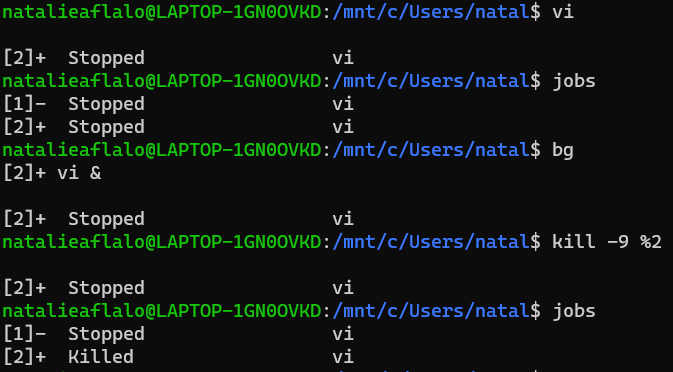 natalieaflalo@LAPTOP-1GN0OVKD:/mnt/c/Users/natal$ vi
[2]+  Stopped                 vi
natalieaflalo@LAPTOP-1GN0OVKD:/mnt/c/Users/natal$ jobs
[1]-  Stopped                 vi
[2]+  Stopped                 vi
natalieaflalo@LAPTOP-1GN0OVKD:/mnt/c/Users/natal$ bg
[2]+ vi &
[2]+  Stopped                 vi
natalieaflalo@LAPTOP-1GN0OVKD:/mnt/c/Users/natal$ kill -9 %2
[2]+  Stopped                 vi
natalieaflalo@LAPTOP-1GN0OVKD:/mnt/c/Users/natal$ jobs
[1]-  Stopped                 vi
[2]+  Killed                  vi